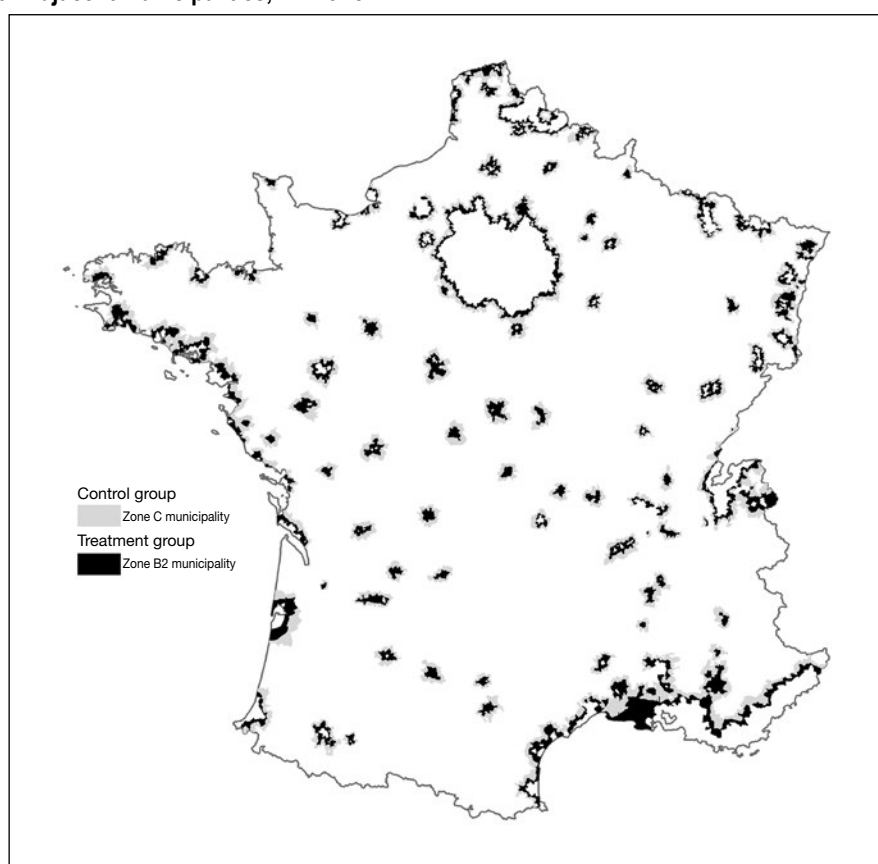 Control group
Zone C municipality
Treatment group
Zone B2 municipality